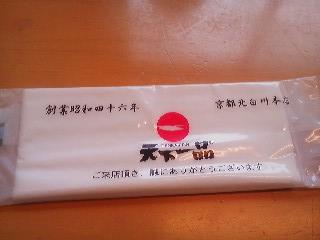 創業昭和四十六年
京都北白川本店
天下一品
ご来店頂き、誠にありがとうございます